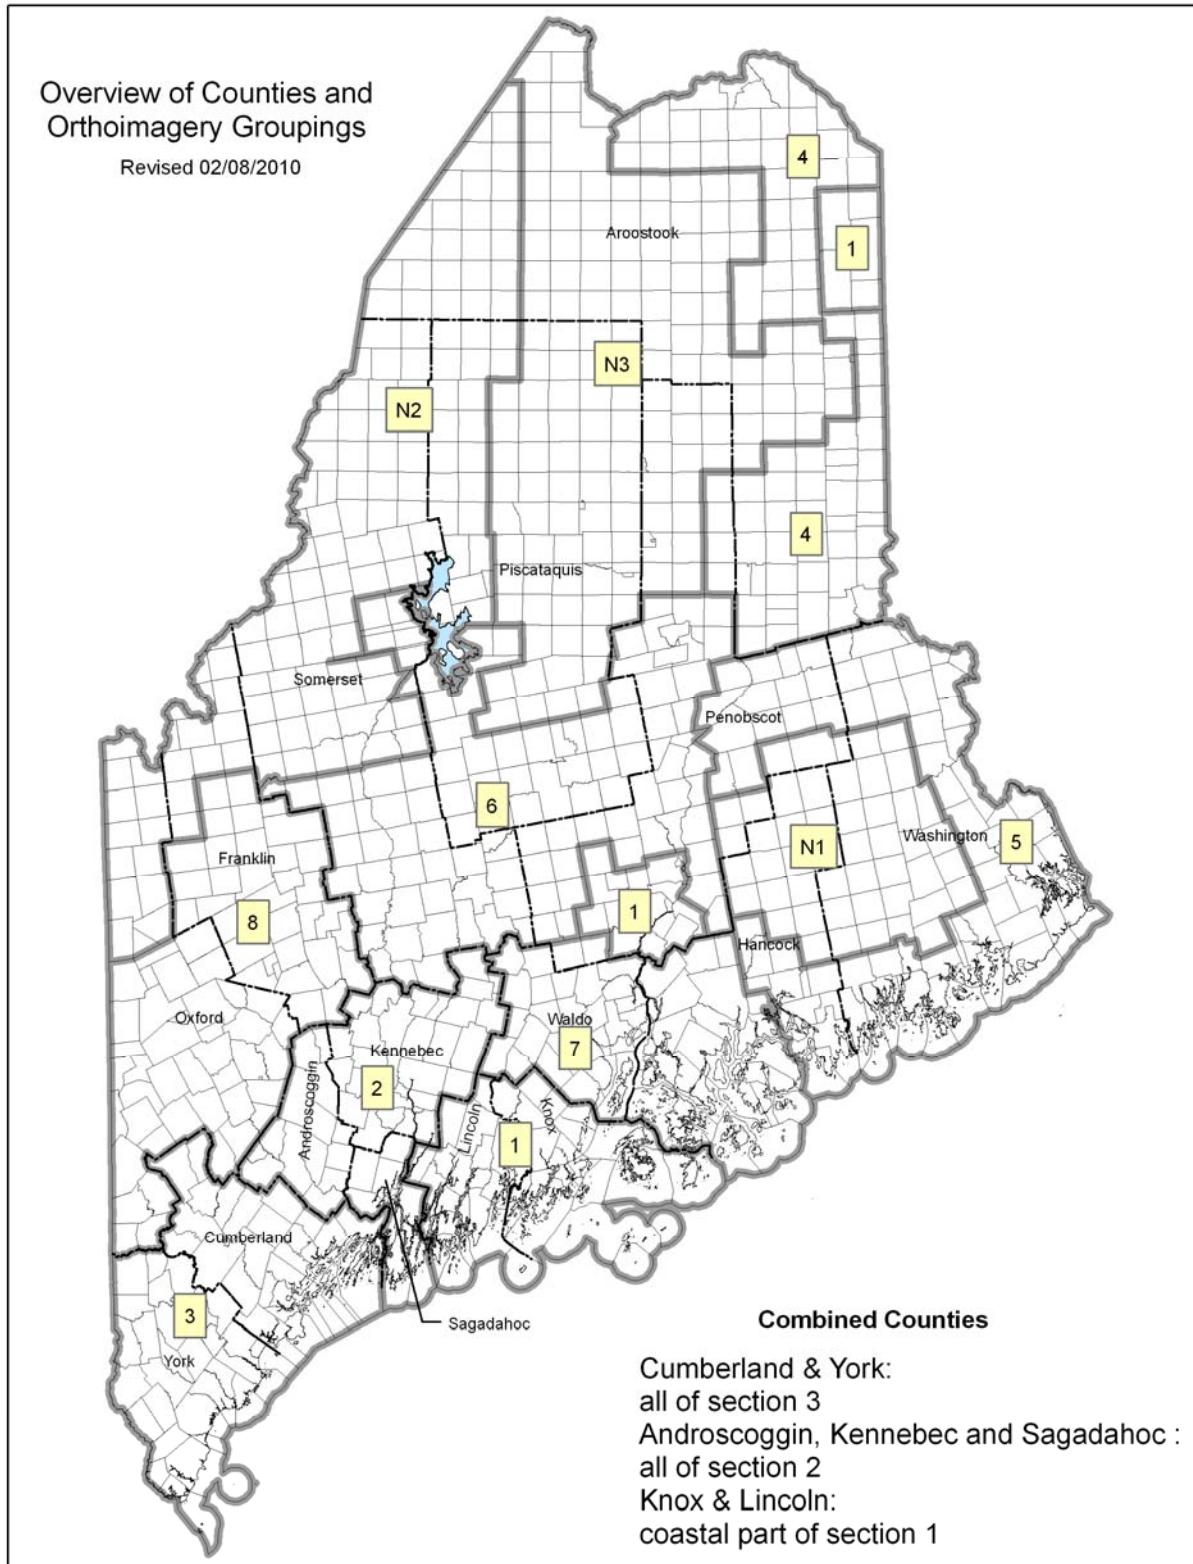 Overview of Counties and
Orthoimagery Groupings
Revised 02/08/2010
4
Aroostook
1
N3
N2
4
Piscataquis
Somerset
Penobscot
6
Washington
5
N1
Franklin
8
1
Hancock
Oxford
Waldo
7
Kennebec
2
Androscoggin
Lincoln
Knox
1
Cumberland
3
Sagadahoc
York
Combined Counties
Cumberland & York:
all of section 3
Androscoggin, Kennebec and Sagadahoc :
all of section 2
Knox & Lincoln:
coastal part of section 1